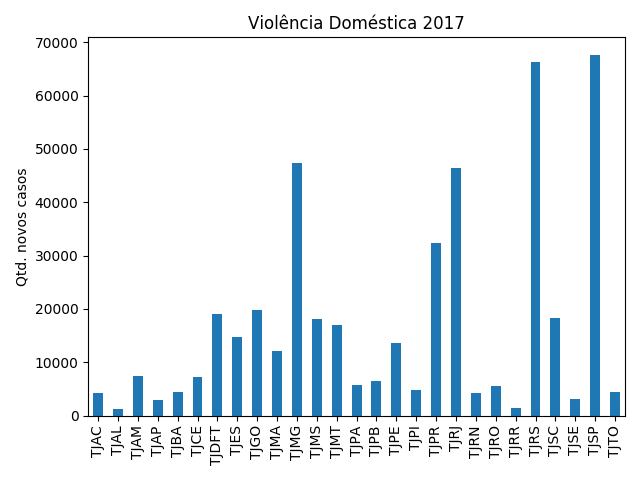 Violência Doméstica 2017
Qtd. novos casos
70000
60000
50000
40000
30000
20000
10000
0
TJAC
TJAL
TJAM
TJAP
TJBA
TJCE
TJDFT
TJES
TJGO
TJMA
TJMG
TJMS
TJMT
TJPA
TJPB
TJPE
TJPI
TJPR
TJRJ
TJRN
TJRO
TJRR
TJRS
TJSC
TJSE
TJSP
TJTO